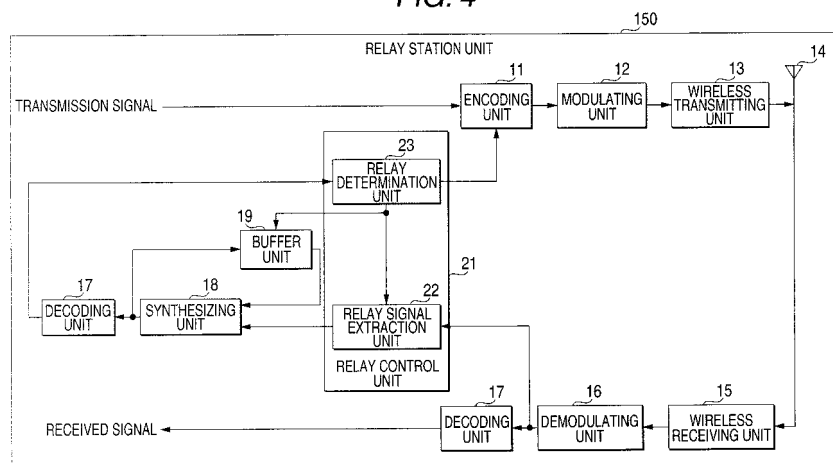 FIG. 4
150
RELAY STATION UNIT
14
11
12
13
TRANSMISSION SIGNAL
ENCODING
UNIT
MODULATING
UNIT
WIRELESS
TRANSMITTING
UNIT
23
RELAY
DETERMINATION
UNIT
19
BUFFER
UNIT
21
17
DECODING
UNIT
18
SYNTHESIZING
UNIT
22
RELAY SIGNAL
EXTRACTION
UNIT
RELAY CONTROL
UNIT
17
16
15
RECEIVED SIGNAL
DECODING
UNIT
DEMODULATING
UNIT
WIRELESS
RECEIVING UNIT